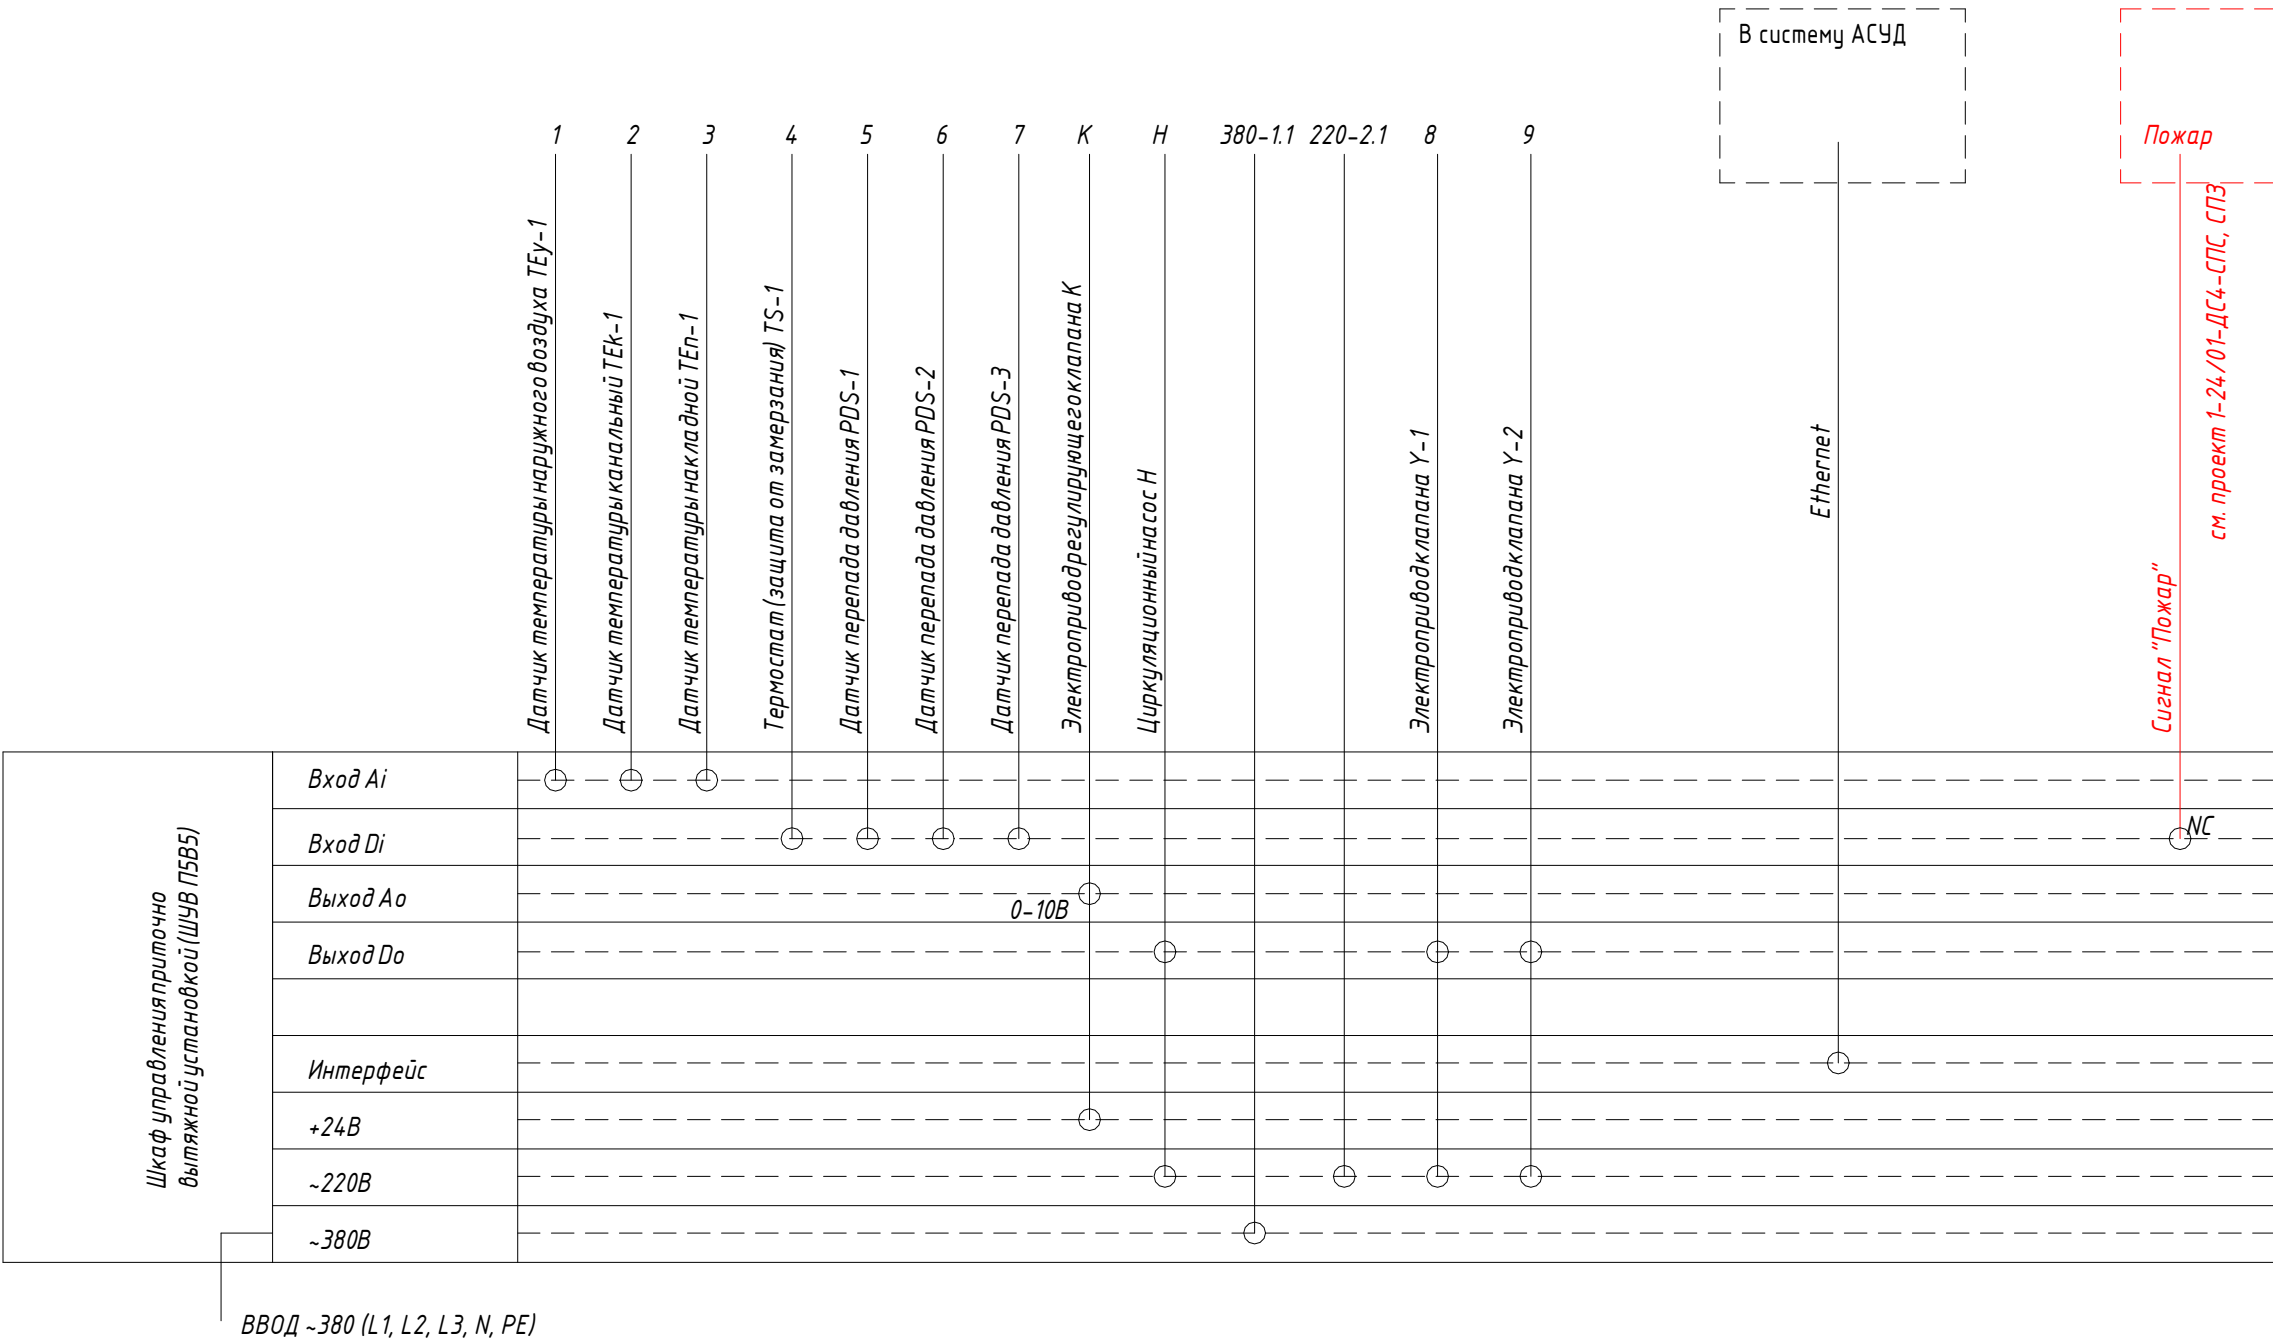 В систему АСУД
1 2 3 4 5 6 7 К Н 380-1.1 220-2.1 8 9
Пожар
Датчик температуры наружного воздуха ТЕу-1
Датчик температуры канальный ТЕк-1
Датчик температуры накладной ТЕп-1
Термостат (защита от замерзания) TS-1
Датчик перепада давления PDS-1
Датчик перепада давления PDS-2
Датчик перепада давления PDS-3
Электропривод регулирующего клапана К
Циркуляционный насос Н
Электропривод клапана Y-1
Электропривод клапана Y-2
Ethernet
Сигнал "Пожар"
см. проект 1-24/01-ДС4-СПС, СПЗ
Шкаф управления приточно
вытяжной установкой (ШУВ П5В5)
Вход Ai
Вход Di
NC
Выход Ao
0-10В
Выход Do
Интерфейс
+24В
~220В
~380В
ВВОД ~380 (L1, L2, L3, N, PE)